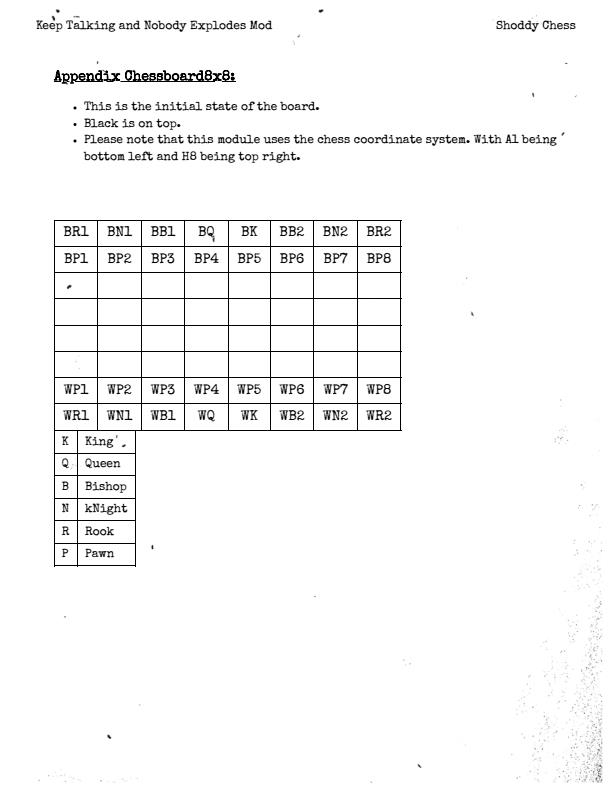 Keep Talking and Nobody Explodes Mod Shoddy Chess
Appendix Chessboard8x8:
• This is the initial state of the board.
• Black is on top.
• Please note that this module uses the chess coordinate system. With A1 being
bottom left and H8 being top right.
BR1 BN1 BB1 BQ BK BB2 BN2 BR2
BP1 BP2 BP3 BP4 BP5 BP6 BP7 BP8
WP1 WP2 WP3 WP4 WP5 WP6 WP7 WP8
WR1 WN1 WB1 WQ WK WB2 WN2 WR2
K King
Q Queen
B Bishop
N kNight
R Rook
P Pawn